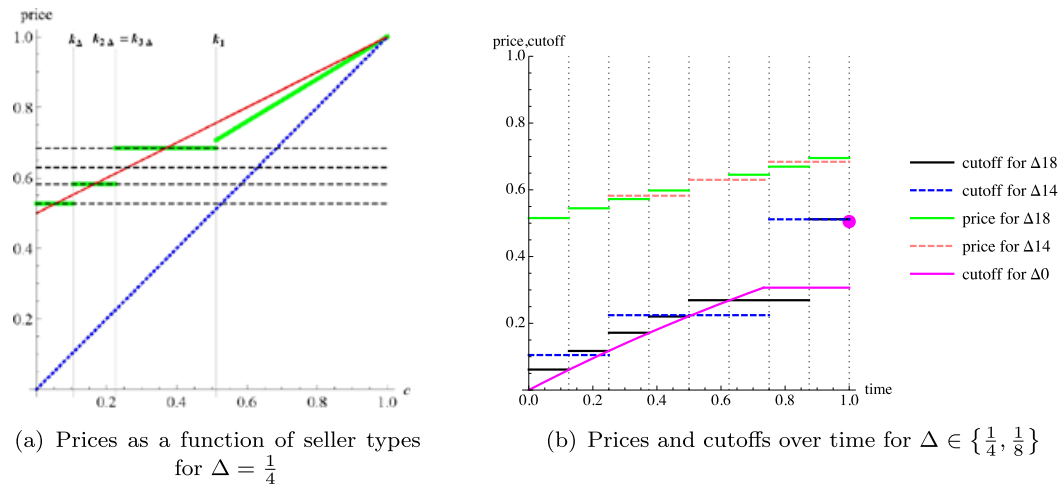 price
k_Δ k_2Δ = k_3Δ k_1
1.0
0.8
0.6
0.4
0.2
0.2 0.4 0.6 0.8 1.0 c
(a) Prices as a function of seller types
for Δ = 1/4
price,cutoff
1.0
0.8
0.6
0.4
0.2
0.0 0.2 0.4 0.6 0.8 1.0 time
cutoff for Δ18
cutoff for Δ14
price for Δ18
price for Δ14
cutoff for Δ0
(b) Prices and cutoffs over time for Δ ∈ {1/4, 1/8}